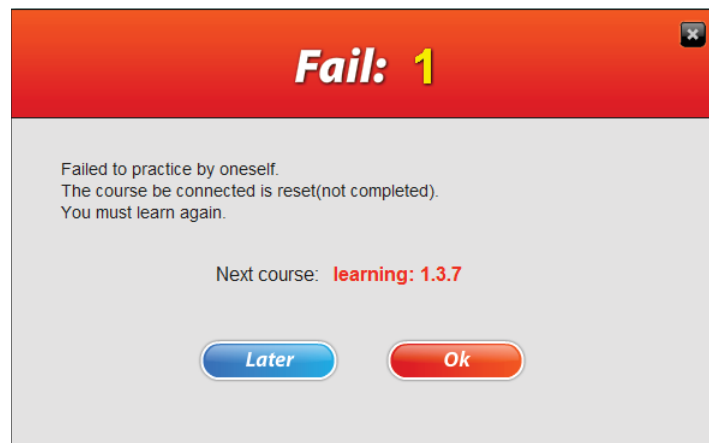 Fail: 1
Failed to practice by oneself.
The course be connected is reset(not completed).
You must learn again.
Next course: learning: 1.3.7
Later
Ok